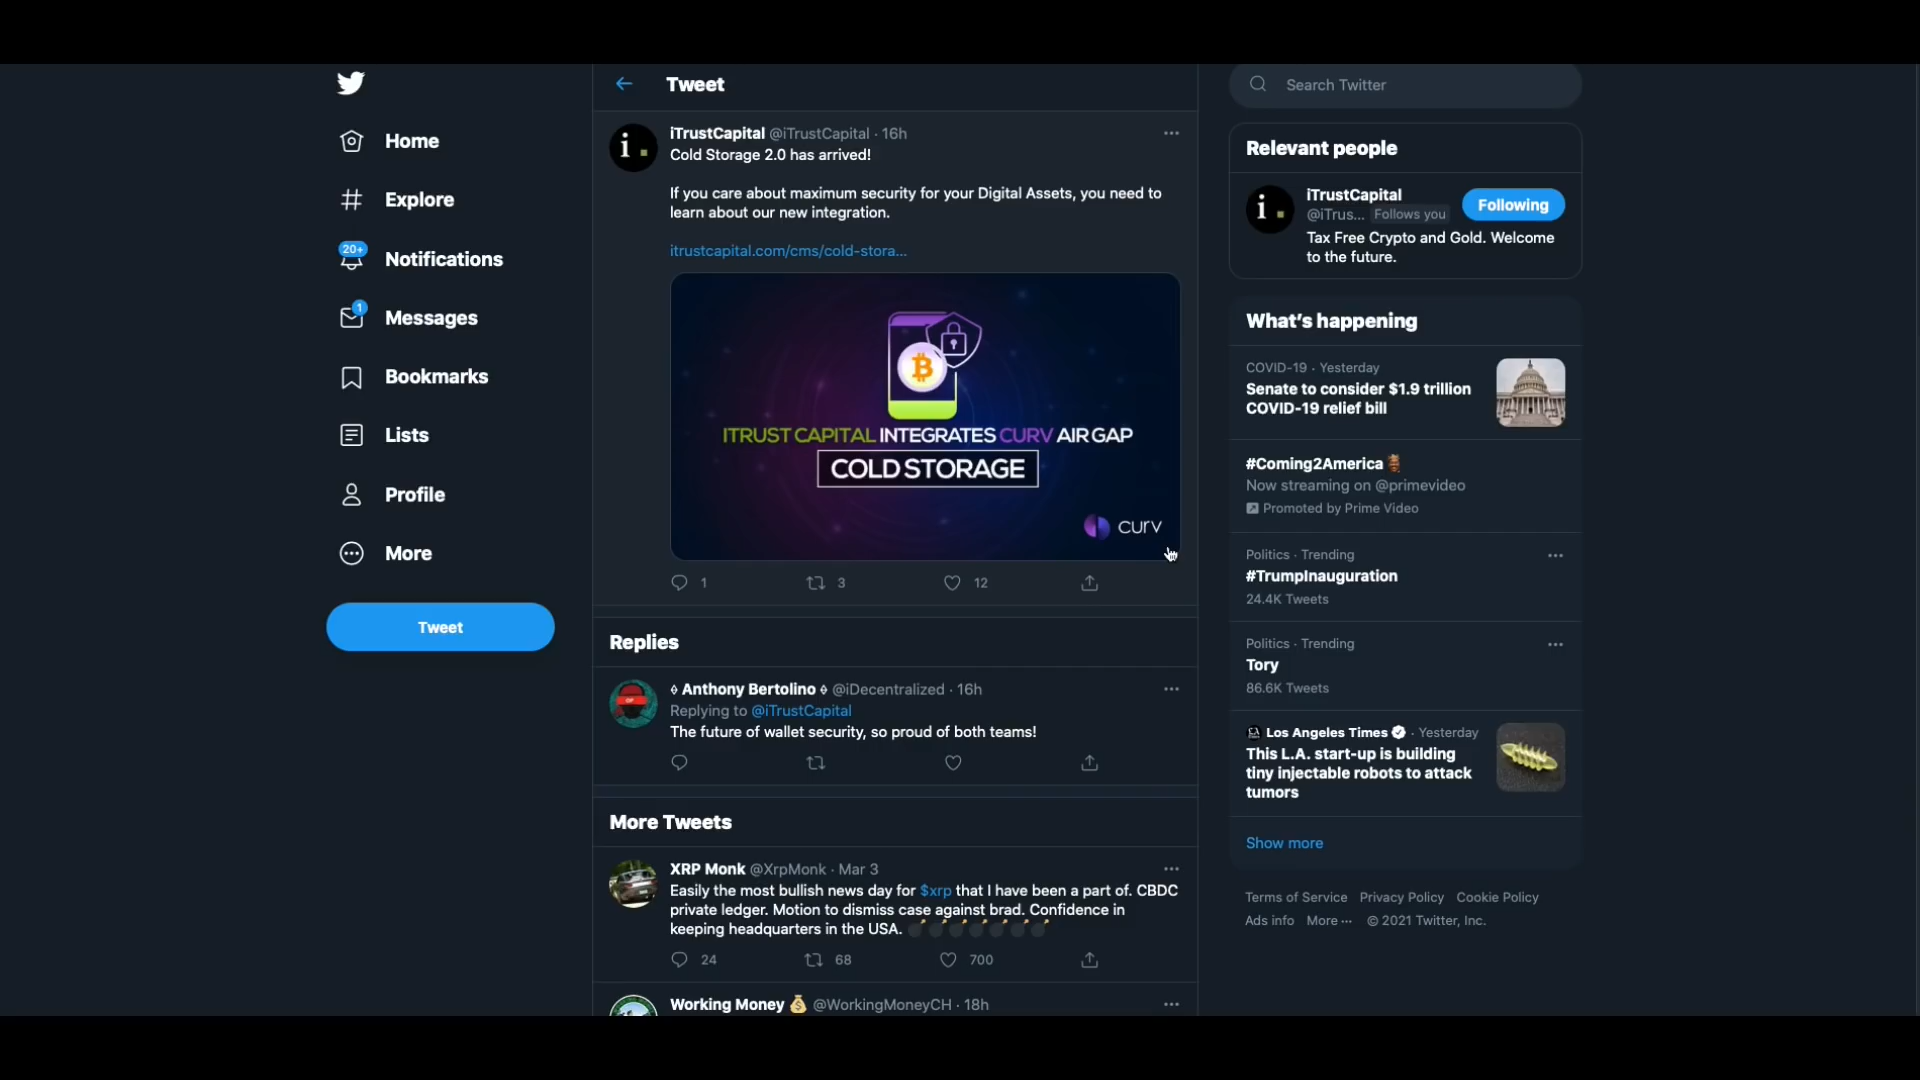 Home
Explore
20+
Notifications
1
Messages
Bookmarks
Lists
Profile
More
Tweet
Tweet
i.
iTrustCapital @iTrustCapital · 16h
Cold Storage 2.0 has arrived!
If you care about maximum security for your Digital Assets, you need to
learn about our new integration.
itrustcapital.com/cms/cold-stora...
ITRUST CAPITAL INTEGRATES CURV AIR GAP
COLD STORAGE
curv
1 3 12
Replies
Anthony Bertolino @iDecentralized · 16h
Replying to @iTrustCapital
The future of wallet security, so proud of both teams!
More Tweets
XRP Monk @XrpMonk · Mar 3
Easily the most bullish news day for $xrp that I have been a part of. CBDC
private ledger. Motion to dismiss case against brad. Confidence in
keeping headquarters in the USA.
24 68 700
Working Money @WorkingMoneyCH · 18h
Search Twitter
Relevant people
i.
iTrustCapital
@iTrus... Follows you
Following
Tax Free Crypto and Gold. Welcome
to the future.
What's happening
COVID-19 · Yesterday
Senate to consider $1.9 trillion
COVID-19 relief bill
#Coming2America
Now streaming on @primevideo
Promoted by Prime Video
Politics · Trending
#TrumpInauguration
24.4K Tweets
Politics · Trending
Tory
86.6K Tweets
Los Angeles Times · Yesterday
This L.A. start-up is building
tiny injectable robots to attack
tumors
Show more
Terms of Service Privacy Policy Cookie Policy
Ads info More ··· © 2021 Twitter, Inc.